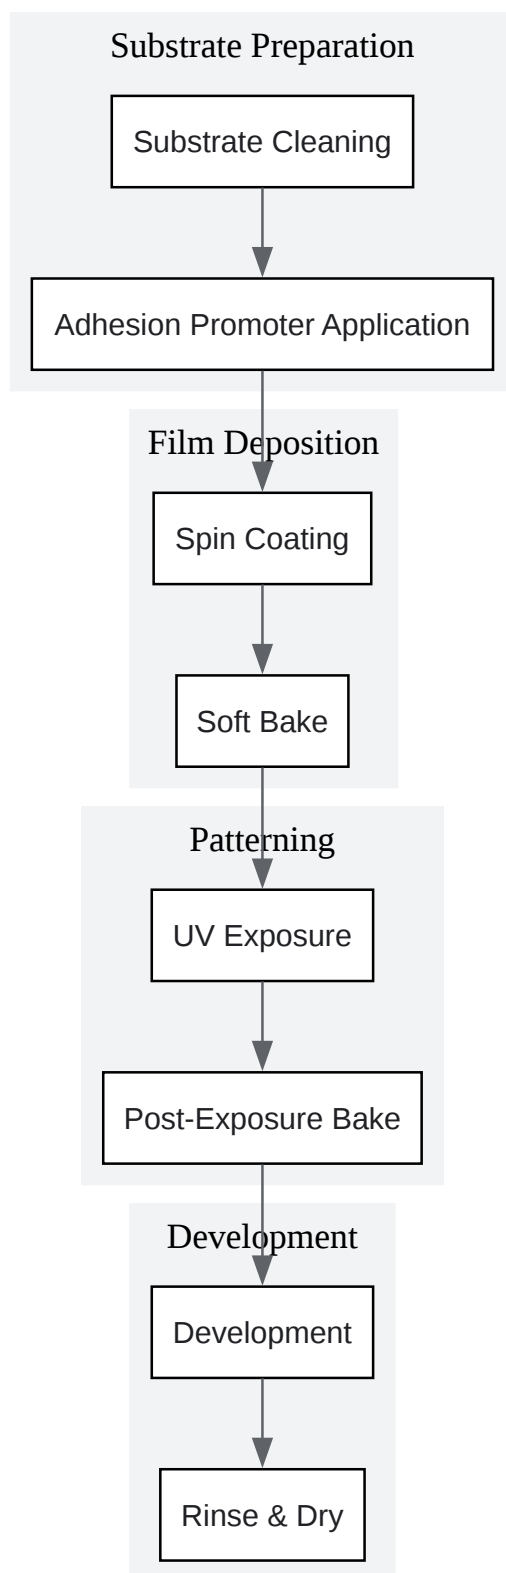 Substrate Preparation
Substrate Cleaning
Adhesion Promoter Application
Film Deposition
Spin Coating
Soft Bake
Patterning
UV Exposure
Post-Exposure Bake
Development
Development
Rinse & Dry